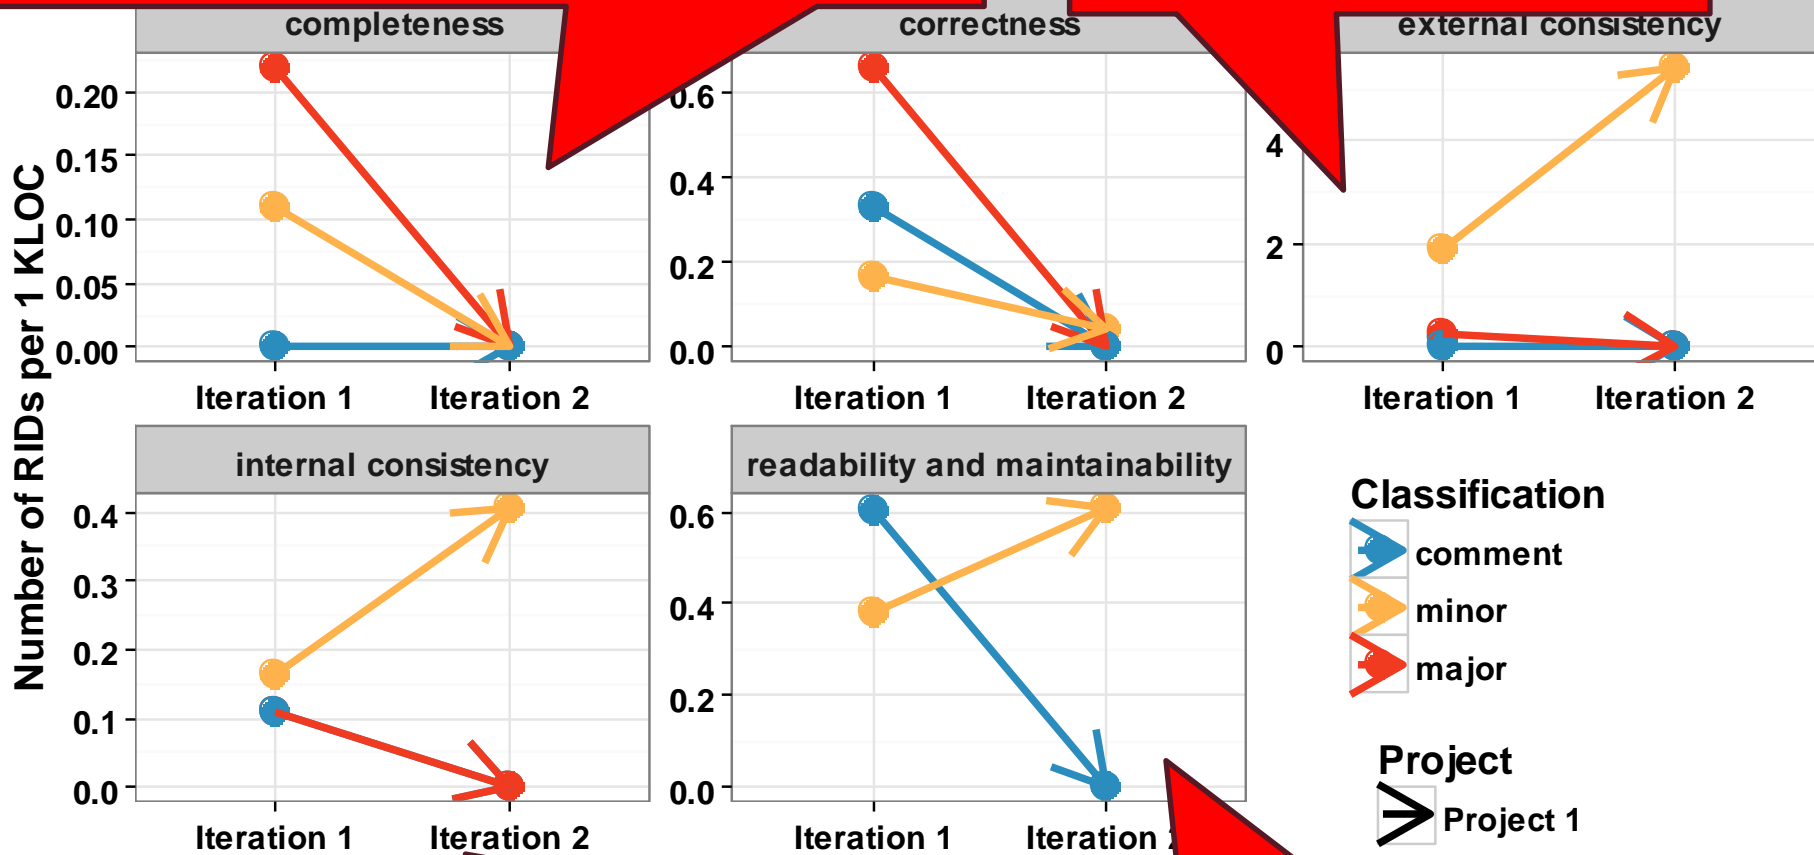 completeness
correctness
external consistency
Number of RIDs per 1 KLOC
0.20
0.15
0.10
0.05
0.00
0.6
0.4
0.2
0.0
4
2
0
Iteration 1
Iteration 2
Iteration 1
Iteration 2
Iteration 1
Iteration 2
internal consistency
readability and maintainability
0.4
0.3
0.2
0.1
0.0
0.6
0.4
0.2
0.0
Iteration 1
Iteration 2
Iteration 1
Iteration 2
Classification
comment
minor
major
Project
Project 1